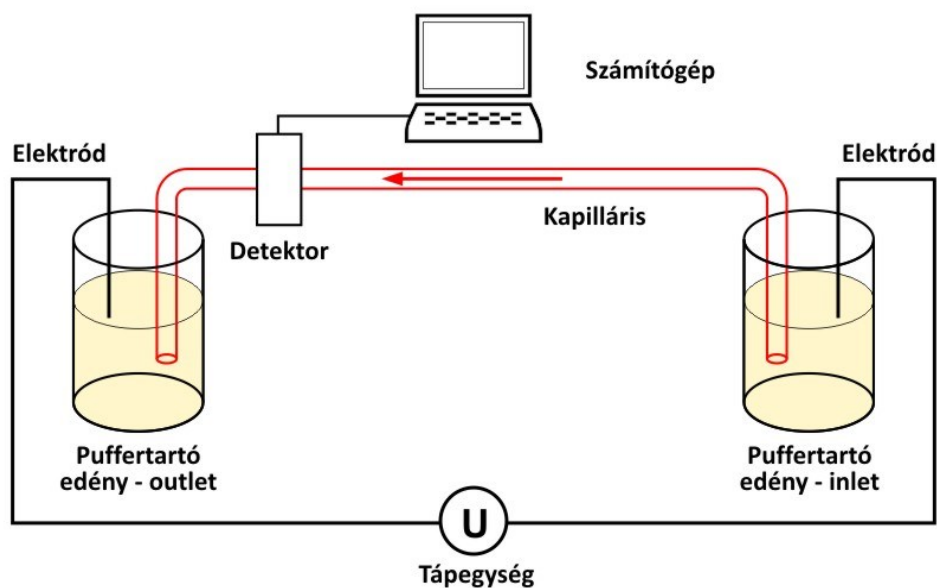 Számítógép
Elektród
Elektród
Kapilláris
Detektor
Puffertartó
edény - outlet
Puffertartó
edény - inlet
U
Tápegység